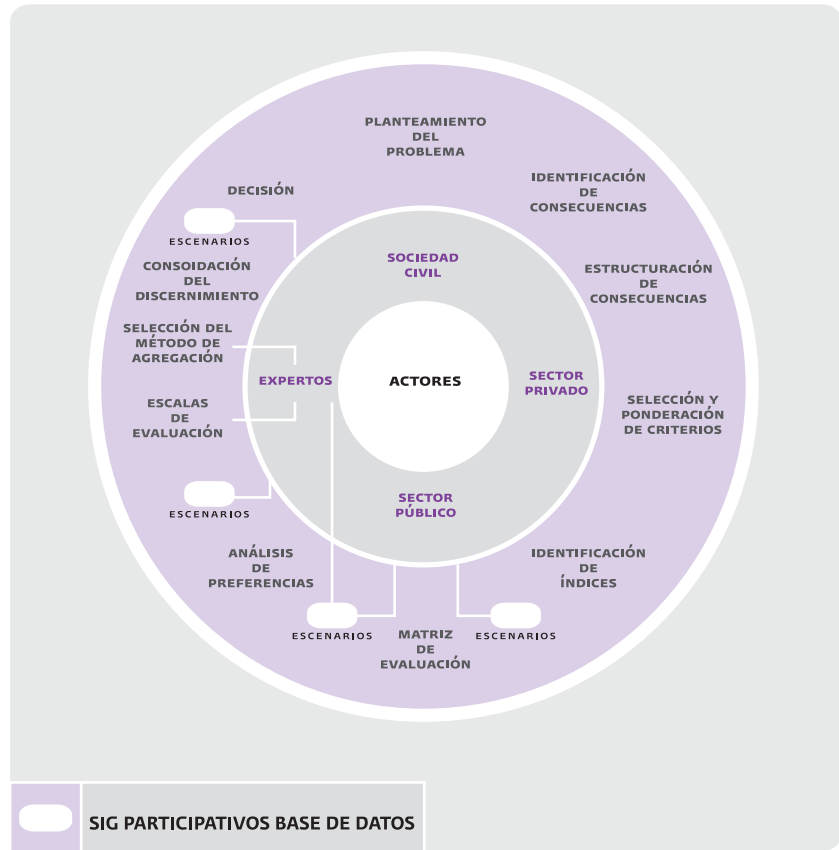 PLANTEAMIENTO
DEL
PROBLEMA
IDENTIFICACIÓN
DE
CONSECUENCIAS
ESTRUCTURACIÓN
DE
CONSECUENCIAS
SELECCIÓN Y
PONDERACIÓN
DE CRITERIOS
IDENTIFICACIÓN
DE
ÍNDICES
ESCENARIOS
MATRIZ
DE
EVALUACIÓN
ESCENARIOS
ANÁLISIS
DE
PREFERENCIAS
ESCENARIOS
ESCALAS
DE
EVALUACIÓN
SELECCIÓN DEL
MÉTODO DE
AGREGACIÓN
CONSOIDACIÓN
DEL
DISCERNIMIENTO
ESCENARIOS
DECISIÓN
SOCIEDAD
CIVIL
SECTOR
PRIVADO
SECTOR
PÚBLICO
EXPERTOS
ACTORES
SIG PARTICIPATIVOS BASE DE DATOS